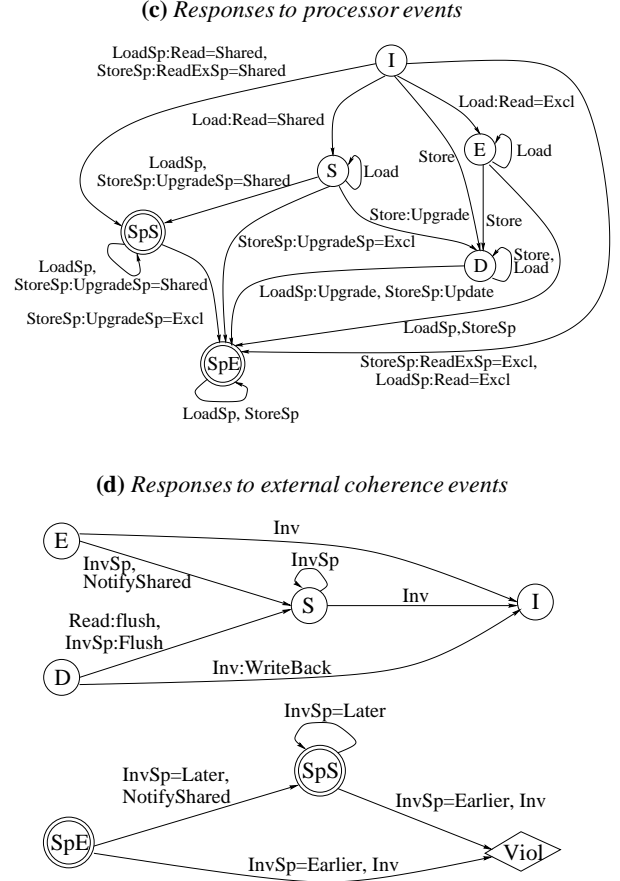 (c) Responses to processor events
LoadSp:Read=Shared,
StoreSp:ReadExSp=Shared
I
Load:Read=Excl
Load:Read=Shared
E
Load
Store
LoadSp,
StoreSp:UpgradeSp=Shared
S
Load
Store:Upgrade
Store
SpS
StoreSp:UpgradeSp=Excl
D
Store,
Load
LoadSp,
StoreSp:UpgradeSp=Shared
LoadSp:Upgrade, StoreSp:Update
StoreSp:UpgradeSp=Excl
LoadSp,StoreSp
SpE
StoreSp:ReadExSp=Excl,
LoadSp:Read=Excl
LoadSp, StoreSp
(d) Responses to external coherence events
E
Inv
InvSp,
NotifyShared
InvSp
S
Inv
I
Read:flush,
InvSp:Flush
D
Inv:WriteBack
InvSp=Later
SpS
InvSp=Later,
NotifyShared
InvSp=Earlier, Inv
SpE
Viol
InvSp=Earlier, Inv